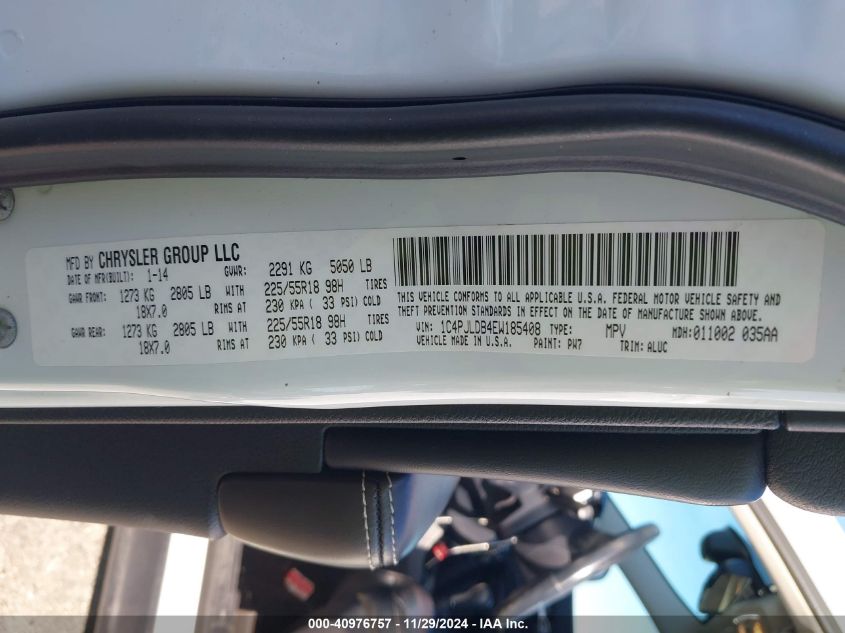 MFD BY CHRYSLER GROUP LLC
DATE OF MFR(BUILT): 1-14 GVWR: 2291 KG 5050 LB
GAWR FRONT: 1273 KG 2805 LB WITH 225/55R18 98H TIRES
18X7.0 RIMS AT 230 KPA ( 33 PSI) COLD
GAWR REAR: 1273 KG 2805 LB WITH 225/55R18 98H TIRES
18X7.0 RIMS AT 230 KPA ( 33 PSI) COLD
THIS VEHICLE CONFORMS TO ALL APPLICABLE U.S.A. FEDERAL MOTOR VEHICLE SAFETY AND
THEFT PREVENTION STANDARDS IN EFFECT ON THE DATE OF MANUFACTURE SHOWN ABOVE.
VIN: 1C4PJLDB4EW185408 TYPE: MPV MDH:011002 035AA
VEHICLE MADE IN U.S.A. PAINT: PW7 TRIM: ALUC
000-40976757 - 11/29/2024 - IAA Inc.